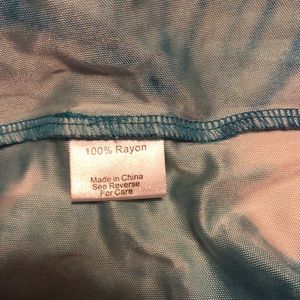 100% Rayon
Made in China
See Reverse
For Care